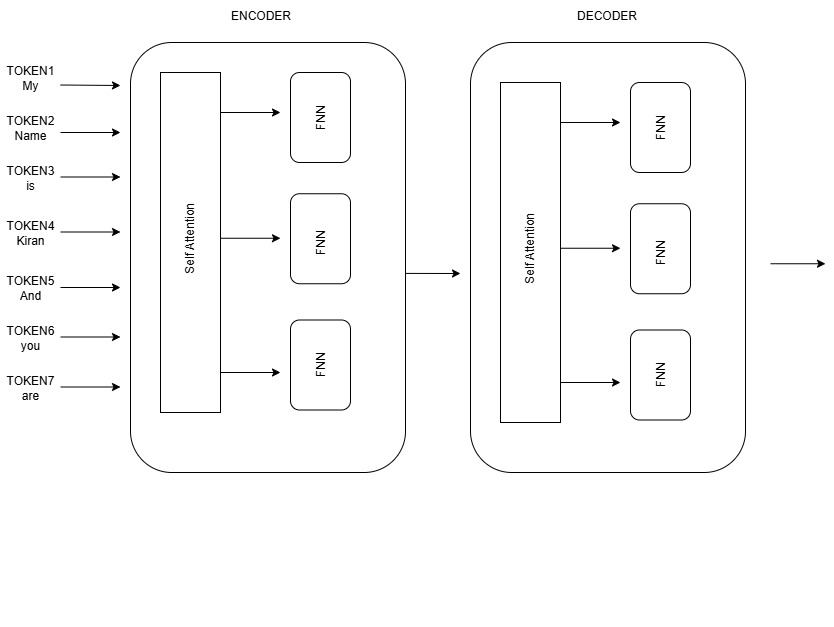 ENCODER
DECODER
TOKEN1
My
TOKEN2
Name
TOKEN3
is
TOKEN4
Kiran
TOKEN5
And
TOKEN6
you
TOKEN7
are
Self Attention
FNN
FNN
FNN
Self Attention
FNN
FNN
FNN